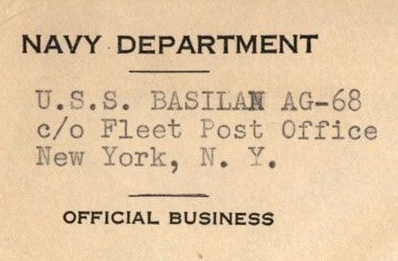 NAVY DEPARTMENT
U.S.S. BASILAN AG-68
c/o Fleet Post Office
New York, N. Y.
OFFICIAL BUSINESS